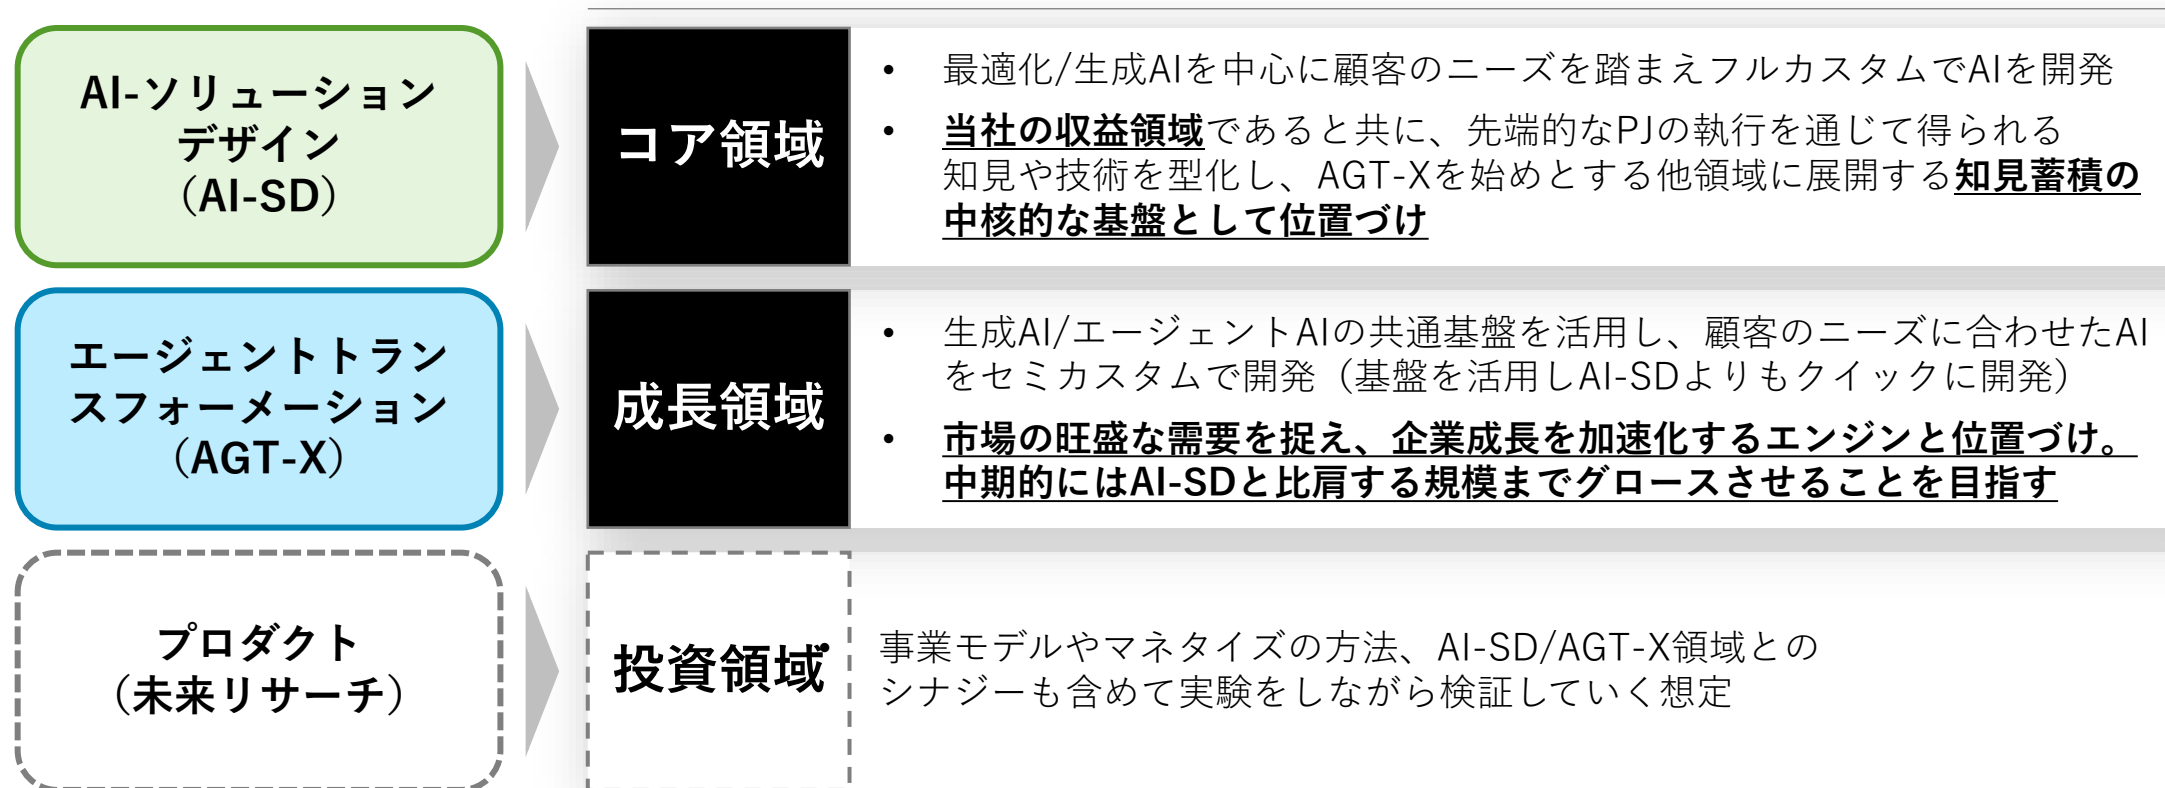 AI-ソリューション
デザイン
（AI-SD）
コア領域
• 最適化/生成AIを中心に顧客のニーズを踏まえフルカスタムでAIを開発
• 当社の収益領域であると共に、先端的なPJの執行を通じて得られる
知見や技術を型化し、AGT-Xを始めとする他領域に展開する知見蓄積の
中核的な基盤として位置づけ
エージェントトラン
スフォーメーション
（AGT-X）
成長領域
• 生成AI/エージェントAIの共通基盤を活用し、顧客のニーズに合わせたAI
をセミカスタムで開発（基盤を活用しAI-SDよりもクイックに開発）
• 市場の旺盛な需要を捉え、企業成長を加速化するエンジンと位置づけ。
中期的にはAI-SDと比肩する規模までグロースさせることを目指す
プロダクト
（未来リサーチ）
投資領域
• 事業モデルやマネタイズの方法、AI-SD/AGT-X領域との
シナジーも含めて実験をしながら検証していく想定